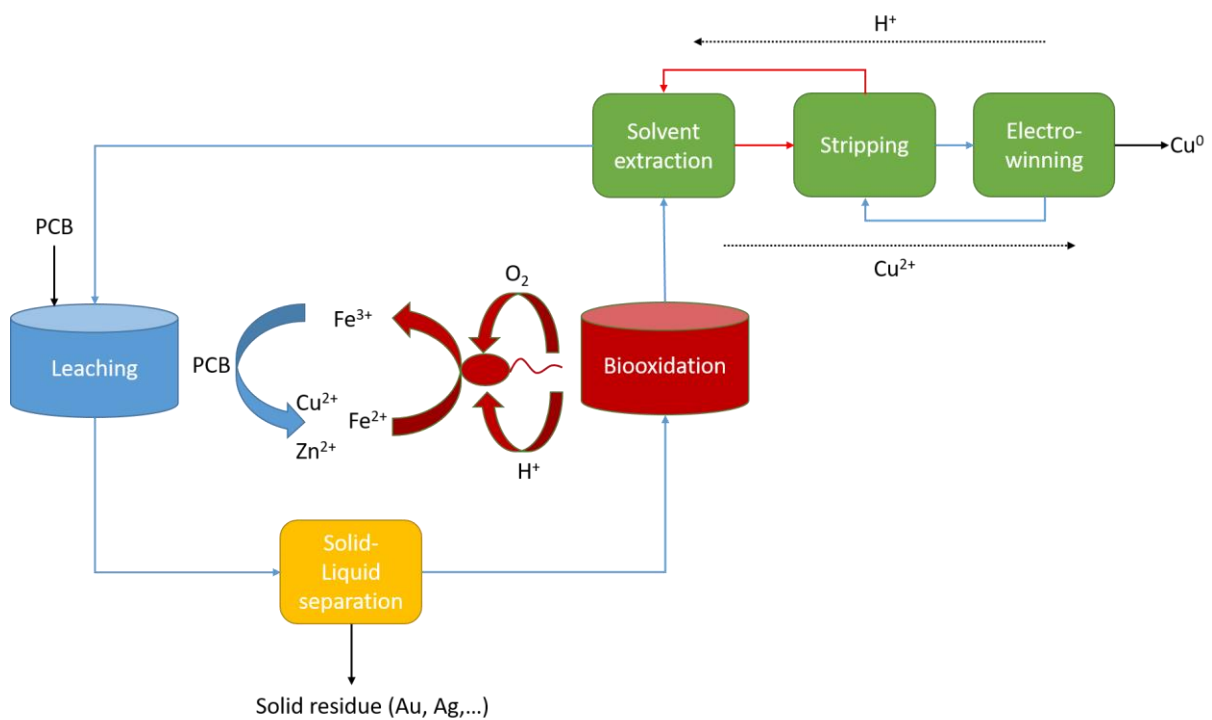 H⁺
Solvent
extraction
Stripping
Electro-
winning
Cu⁰
Cu²⁺
PCB
Leaching
PCB
Fe³⁺
Cu²⁺
Zn²⁺
Fe²⁺
O₂
H⁺
Biooxidation
Solid-
Liquid
separation
Solid residue (Au, Ag,...)